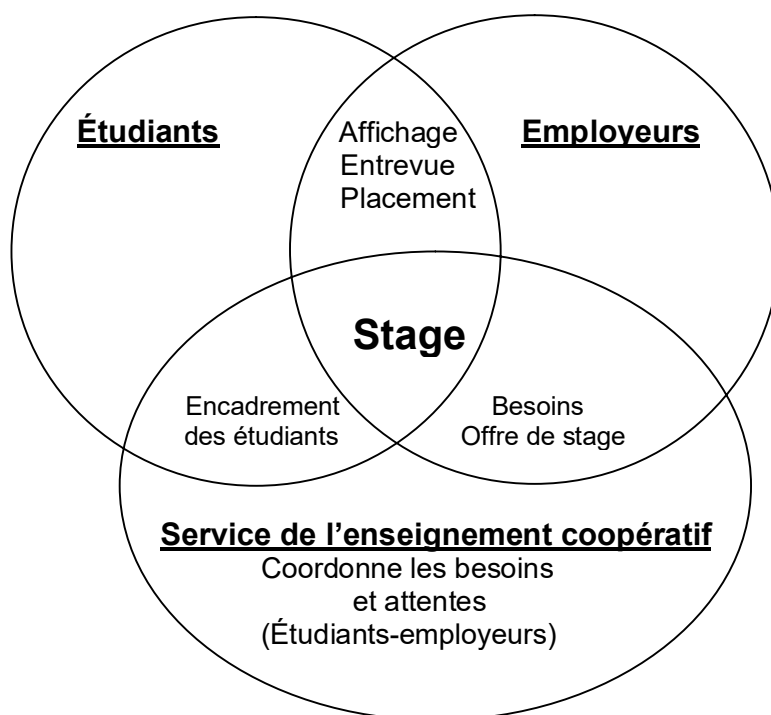 Étudiants
Affichage
Entrevue
Placement
Employeurs
Stage
Encadrement
des étudiants
Besoins
Offre de stage
Service de l’enseignement coopératif
Coordonne les besoins
et attentes
(Étudiants-employeurs)